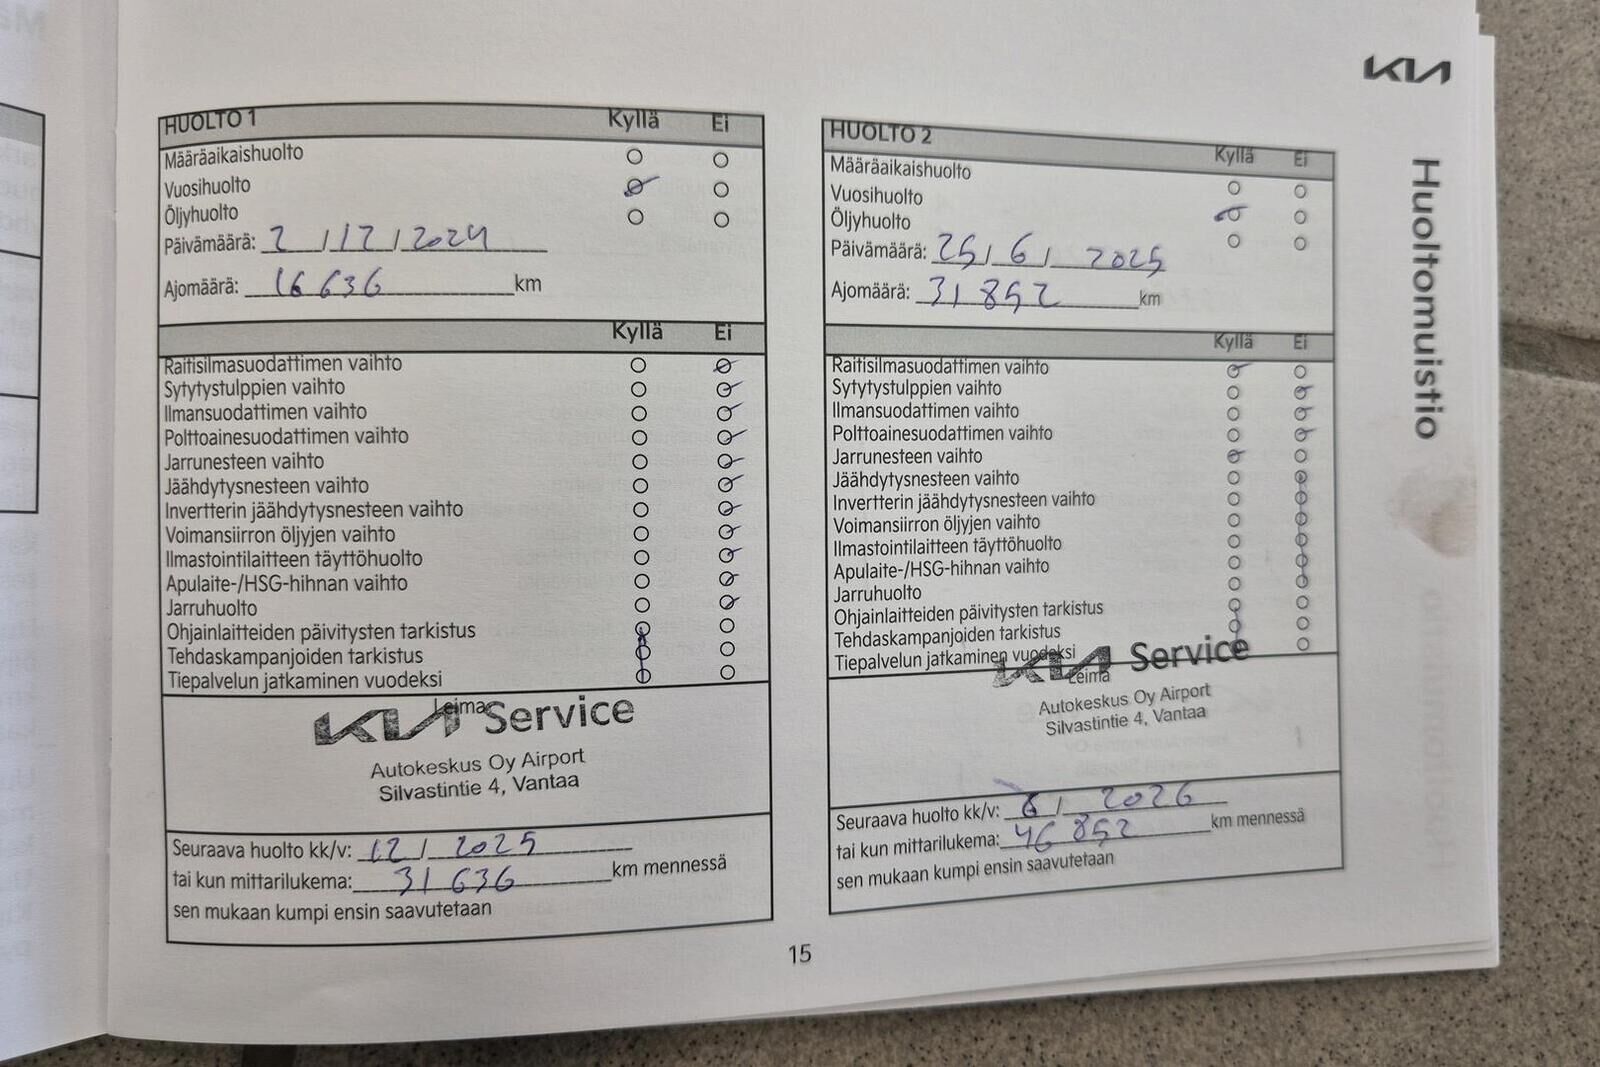 KIA
Huoltomuistio
HUOLTO 1 Kyllä Ei
Määräaikaishuolto
Vuosihuolto
Öljyhuolto
Päivämäärä: 2 / 12 / 2024
Ajomäärä: 16 636 km
Kyllä Ei
Raitisilmasuodattimen vaihto
Sytytystulppien vaihto
Ilmansuodattimen vaihto
Polttoainesuodattimen vaihto
Jarrunesteen vaihto
Jäähdytysnesteen vaihto
Invertterin jäähdytysnesteen vaihto
Voimansiirron öljyjen vaihto
Ilmastointilaitteen täyttöhuolto
Apulaite-/HSG-hihnan vaihto
Jarruhuolto
Ohjainlaitteiden päivitysten tarkistus
Tehdaskampanjoiden tarkistus
Tiepalvelun jatkaminen vuodeksi
Leima
KIA Service
Autokeskus Oy Airport
Silvastintie 4, Vantaa
Seuraava huolto kk/v: 12 / 2025
tai kun mittarilukema: 31 636 km mennessä
sen mukaan kumpi ensin saavutetaan
HUOLTO 2 Kyllä Ei
Määräaikaishuolto
Vuosihuolto
Öljyhuolto
Päivämäärä: 25 / 6 / 2025
Ajomäärä: 31 852 km
Kyllä Ei
Raitisilmasuodattimen vaihto
Sytytystulppien vaihto
Ilmansuodattimen vaihto
Polttoainesuodattimen vaihto
Jarrunesteen vaihto
Jäähdytysnesteen vaihto
Invertterin jäähdytysnesteen vaihto
Voimansiirron öljyjen vaihto
Ilmastointilaitteen täyttöhuolto
Apulaite-/HSG-hihnan vaihto
Jarruhuolto
Ohjainlaitteiden päivitysten tarkistus
Tehdaskampanjoiden tarkistus
Tiepalvelun jatkaminen vuodeksi
Leima
KIA Service
Autokeskus Oy Airport
Silvastintie 4, Vantaa
Seuraava huolto kk/v: 6 / 2026
tai kun mittarilukema: 46 852 km mennessä
sen mukaan kumpi ensin saavutetaan
15